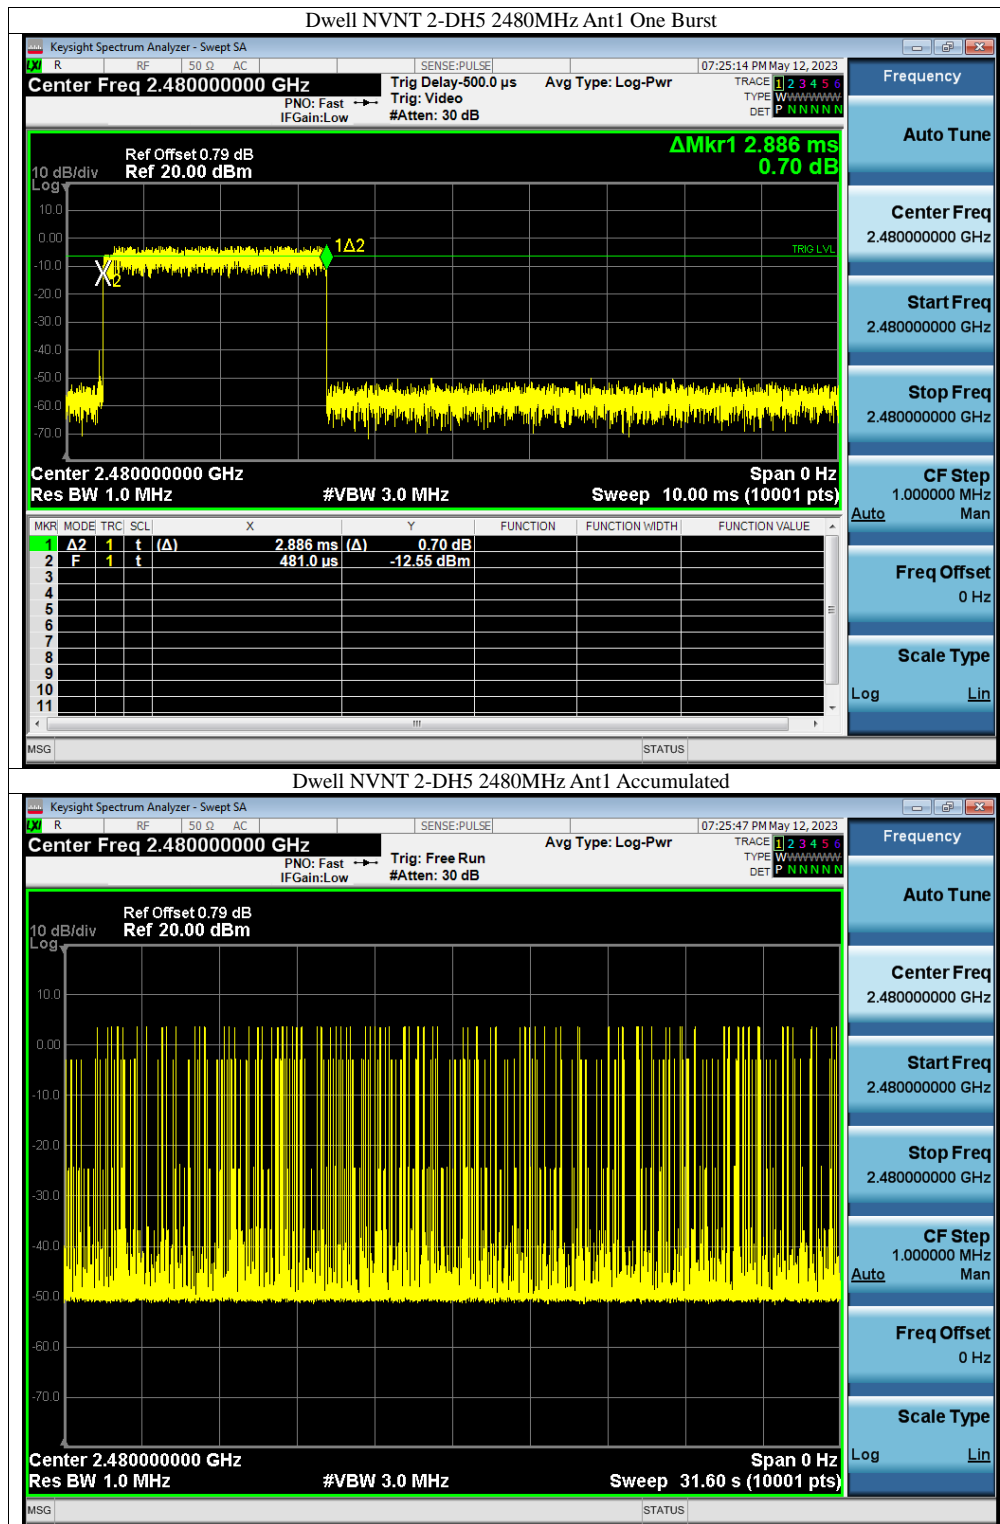 Dwell NVNT 2-DH5 2480MHz Ant1 One Burst
Keysight Spectrum Analyzer - Swept SA
LXI R RF 50 Ω AC SENSE:PULSE 07:25:14 PM May 12, 2023
Center Freq 2.480000000 GHz Trig Delay-500.0 µs Avg Type: Log-Pwr TRACE 1 2 3 4 5 6
PNO: Fast Trig: Video TYPE WWWWWW
IFGain:Low #Atten: 30 dB DET P N N N N N
Frequency
Auto Tune
Center Freq
2.480000000 GHz
Start Freq
2.480000000 GHz
Stop Freq
2.480000000 GHz
CF Step
1.000000 MHz
Auto Man
Freq Offset
0 Hz
Scale Type
Log Lin
ΔMkr1 2.886 ms
0.70 dB
Ref Offset 0.79 dB
10 dB/div Ref 20.00 dBm
Log
10.0
0.00
-10.0
-20.0
-30.0
-40.0
-50.0
-60.0
-70.0
1Δ2
2
TRIG LVL
Center 2.480000000 GHz Span 0 Hz
Res BW 1.0 MHz #VBW 3.0 MHz Sweep 10.00 ms (10001 pts)
MKR MODE TRC SCL X Y FUNCTION FUNCTION WIDTH FUNCTION VALUE
1 Δ2 1 t (Δ) 2.886 ms (Δ) 0.70 dB
2 F 1 t 481.0 µs -12.55 dBm
3
4
5
6
7
8
9
10
11
MSG STATUS
Dwell NVNT 2-DH5 2480MHz Ant1 Accumulated
Keysight Spectrum Analyzer - Swept SA
LXI R RF 50 Ω AC SENSE:PULSE 07:25:47 PM May 12, 2023
Center Freq 2.480000000 GHz Avg Type: Log-Pwr TRACE 1 2 3 4 5 6
PNO: Fast Trig: Free Run TYPE WWWWWW
IFGain:Low #Atten: 30 dB DET P N N N N N
Frequency
Auto Tune
Center Freq
2.480000000 GHz
Start Freq
2.480000000 GHz
Stop Freq
2.480000000 GHz
CF Step
1.000000 MHz
Auto Man
Freq Offset
0 Hz
Scale Type
Log Lin
Ref Offset 0.79 dB
10 dB/div Ref 20.00 dBm
Log
10.0
0.00
-10.0
-20.0
-30.0
-40.0
-50.0
-60.0
-70.0
Center 2.480000000 GHz Span 0 Hz
Res BW 1.0 MHz #VBW 3.0 MHz Sweep 31.60 s (10001 pts)
MSG STATUS